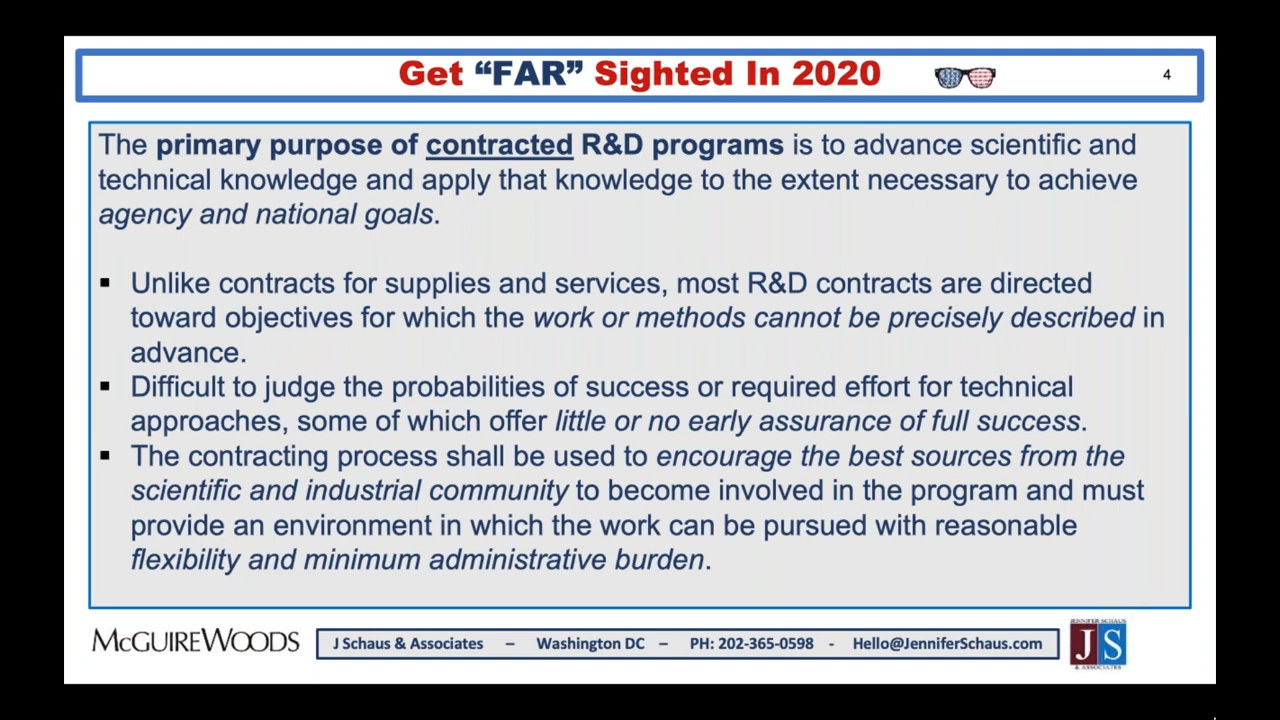 Get “FAR” Sighted In 2020
4
The primary purpose of contracted R&D programs is to advance scientific and
technical knowledge and apply that knowledge to the extent necessary to achieve
agency and national goals.
▪ Unlike contracts for supplies and services, most R&D contracts are directed
toward objectives for which the work or methods cannot be precisely described in
advance.
▪ Difficult to judge the probabilities of success or required effort for technical
approaches, some of which offer little or no early assurance of full success.
▪ The contracting process shall be used to encourage the best sources from the
scientific and industrial community to become involved in the program and must
provide an environment in which the work can be pursued with reasonable
flexibility and minimum administrative burden.
MCGUIREWOODS
J Schaus & Associates – Washington DC – PH: 202-365-0598 - Hello@JenniferSchaus.com
JENNIFER SCHAUS
JS
& ASSOCIATES